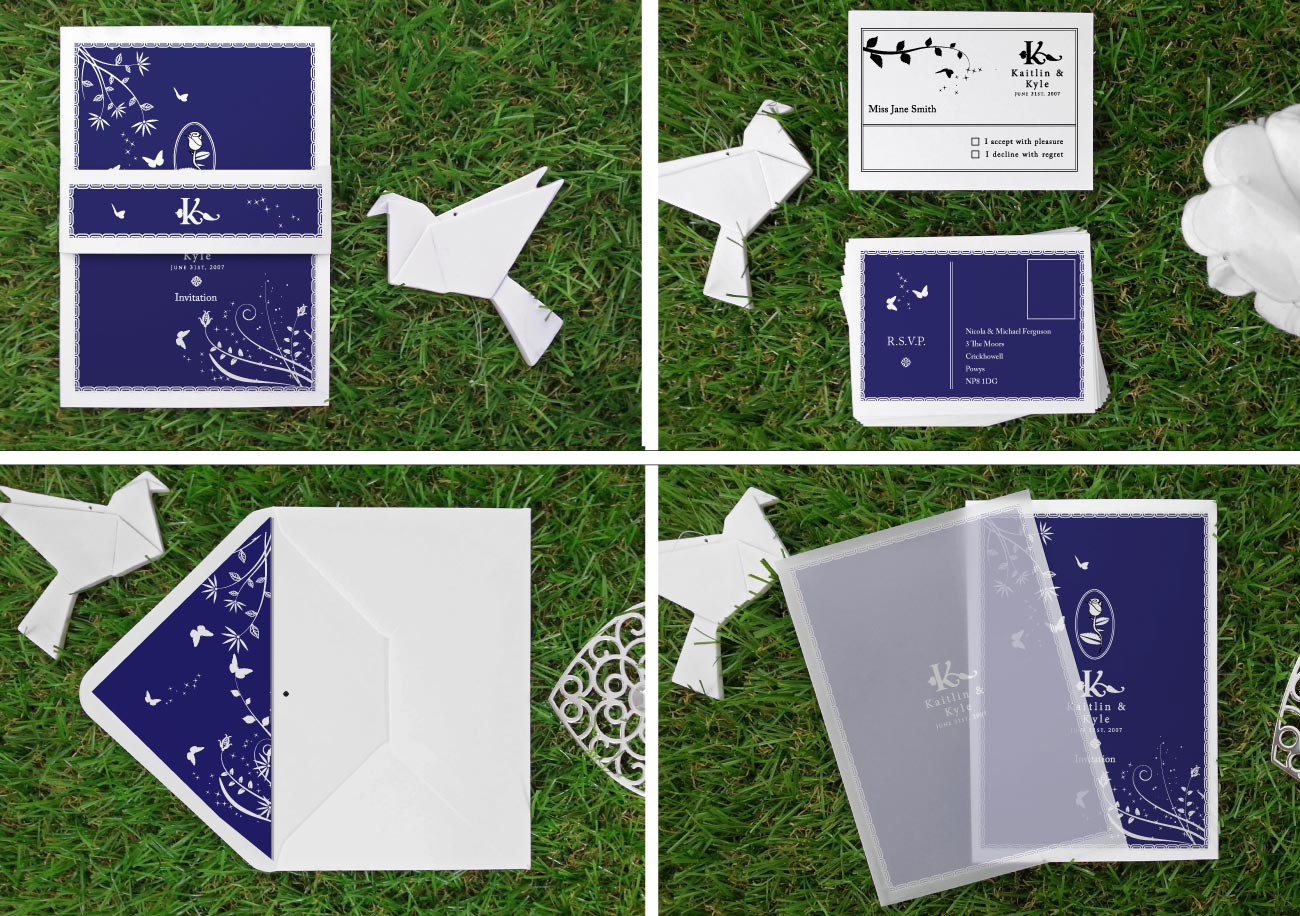 K
Kyle
JUNE 31ST, 2007
Invitation
K
Kaitlin &
Kyle
JUNE 31ST, 2007
Miss Jane Smith
I accept with pleasure
I decline with regret
R.S.V.P.
Nicola & Michael Ferguson
3 The Moors
Crickhowell
Powys
NP8 1DG
K
Kaitlin &
Kyle
JUNE 31ST, 2007
K
Kaitlin &
Kyle
JUNE 31ST, 2007
Invitation